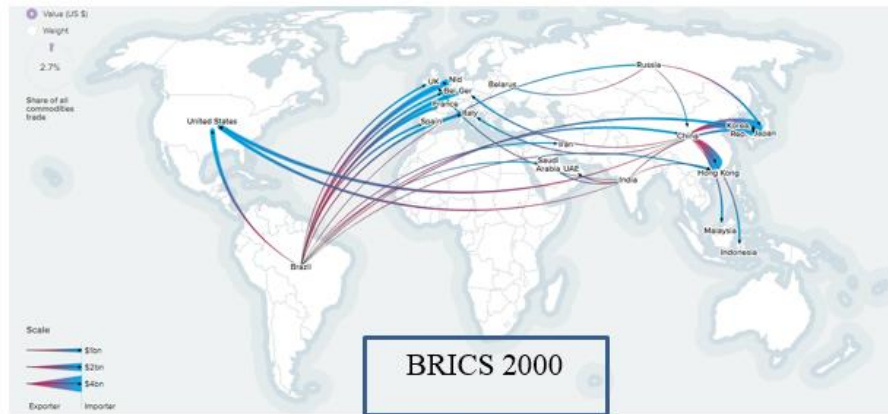 Value (US $)
Weight
2.7%
Share of all
commodities
trade
United States
UK
Nld
Bel.
Ger
France
Spain
Italy
Belarus
Russia
Iran
Saudi
Arabia
UAE
India
China
Korea
Rep.
Japan
Hong Kong
Malaysia
Indonesia
Brazil
Scale
$1bn
$2bn
$4bn
Exporter
Importer
BRICS 2000